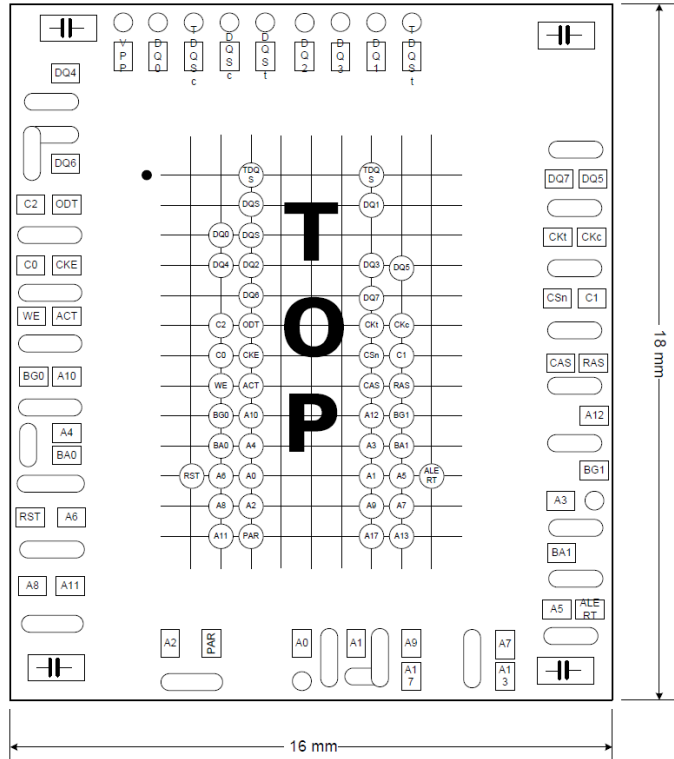 VPP DQ0 TDQSc DQSc DQSt DQ2 DQ3 DQ1 TDQSt
DQ4
DQ6
DQ7 DQ5
C2 ODT
CKt CKc
C0 CKE
CSn C1
WE ACT
CAS RAS
BG0 A10
A12
A4
BA0
BG1
A3
RST A6
BA1
A8 A11
A5 ALERT
TDQS TDQS
DQS DQ1
DQ0 DQS
DQ4 DQ2 DQ3 DQ5
DQ6 DQ7
C2 ODT CKt CKc
C0 CKE CSn C1
WE ACT CAS RAS
BG0 A10 A12 BG1
BA0 A4 A3 BA1
RST A6 A0 A1 A5 ALERT
A8 A2 A9 A7
A11 PAR A17 A13
TOP
A2 PAR A0 A1 A9 A7
A17 A13
18 mm
16 mm